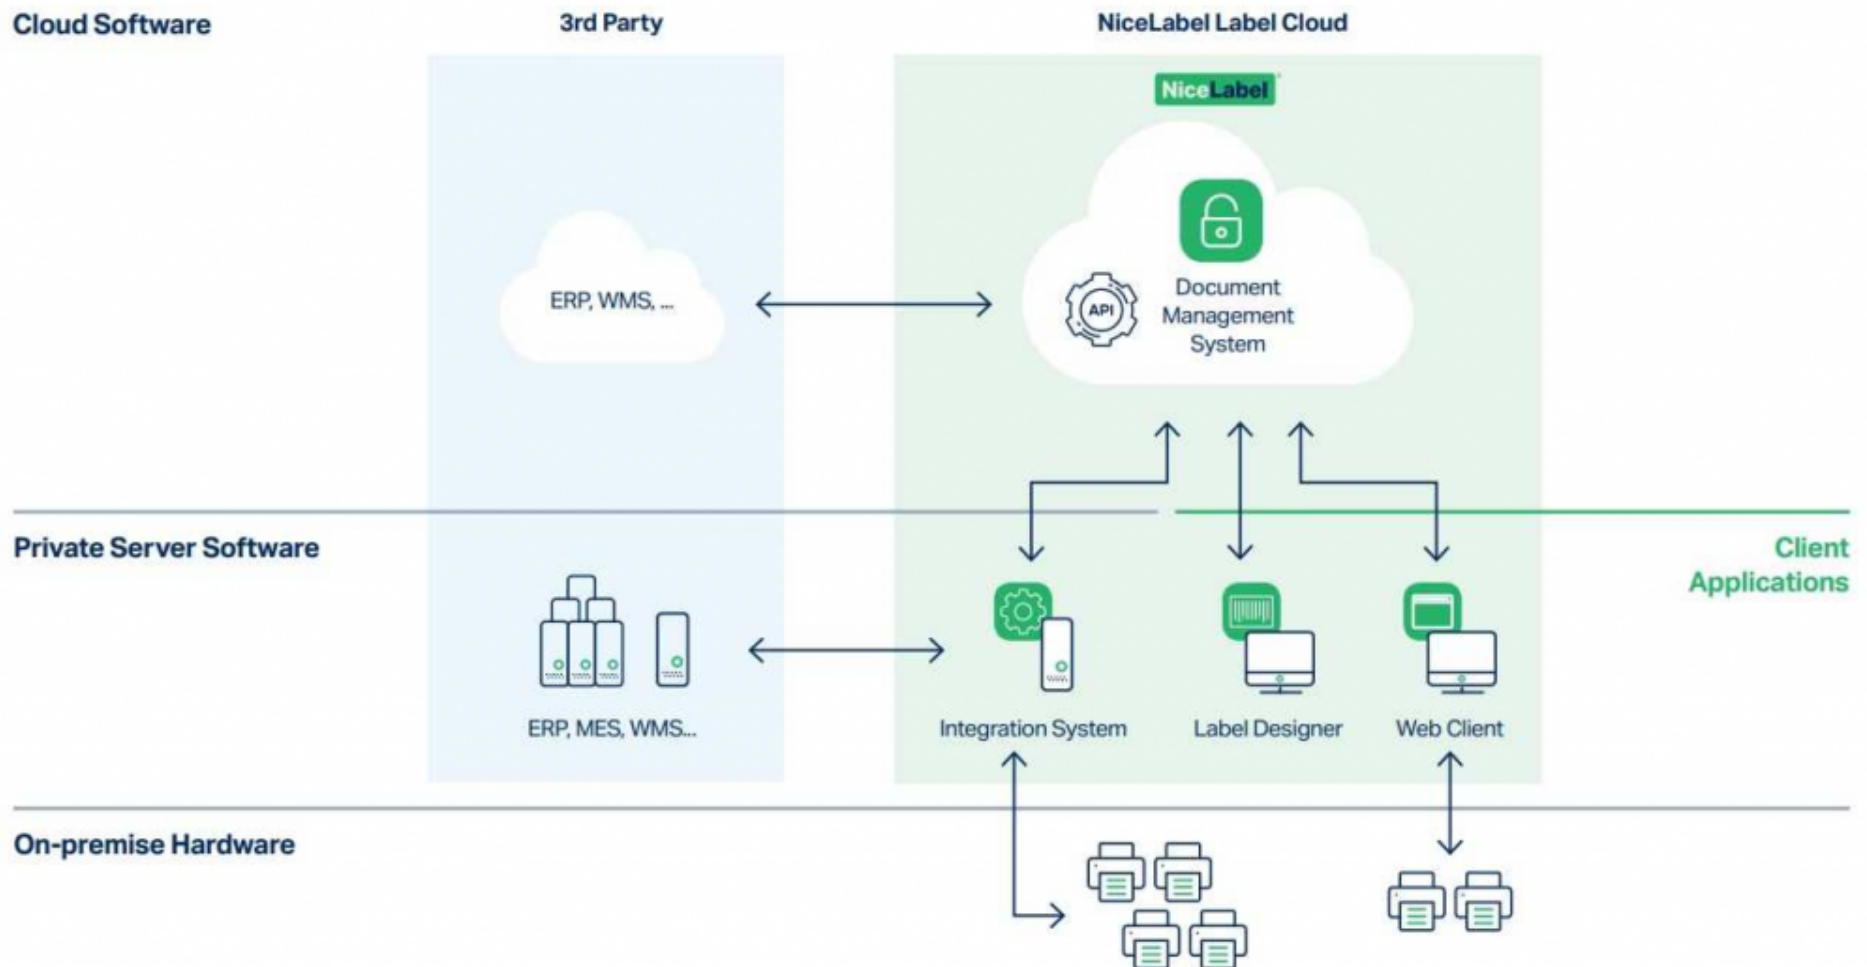 Cloud Software
3rd Party
NiceLabel Label Cloud
NiceLabel
ERP, WMS, ...
API
Document
Management
System
Private Server Software
Client
Applications
ERP, MES, WMS...
Integration System
Label Designer
Web Client
On-premise Hardware